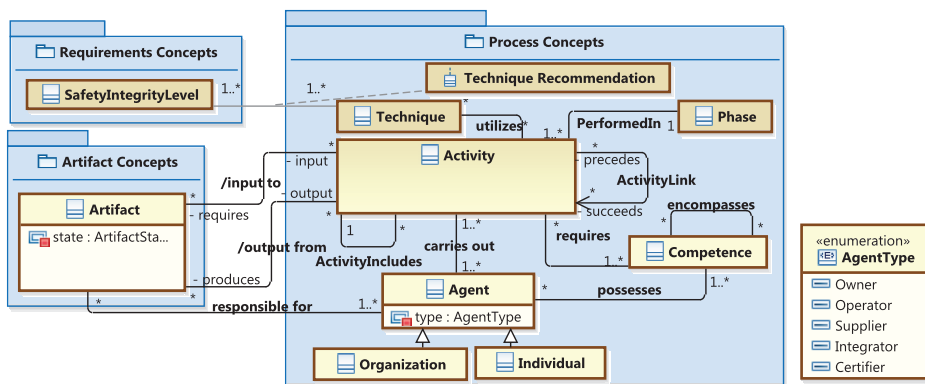 Requirements Concepts
Process Concepts
SafetyIntegrityLevel
1..*
1..*
Technique Recommendation
Technique
*
utilizes
*
1..*
PerformedIn
1
Phase
Artifact Concepts
Activity
*
- input
*
- precedes
ActivityLink
/input to
- output
*
- succeeds
encompasses
Artifact
*
- requires
state : ArtifactSta...
*
1
*
1..*
*
requires
*
*
/output from
ActivityIncludes
carries out
1..*
1..*
Competence
- produces
*
*
responsible for
1..*
Agent
type : AgentType
*
possesses
1..*
Organization
Individual
«enumeration»
AgentType
Owner
Operator
Supplier
Integrator
Certifier